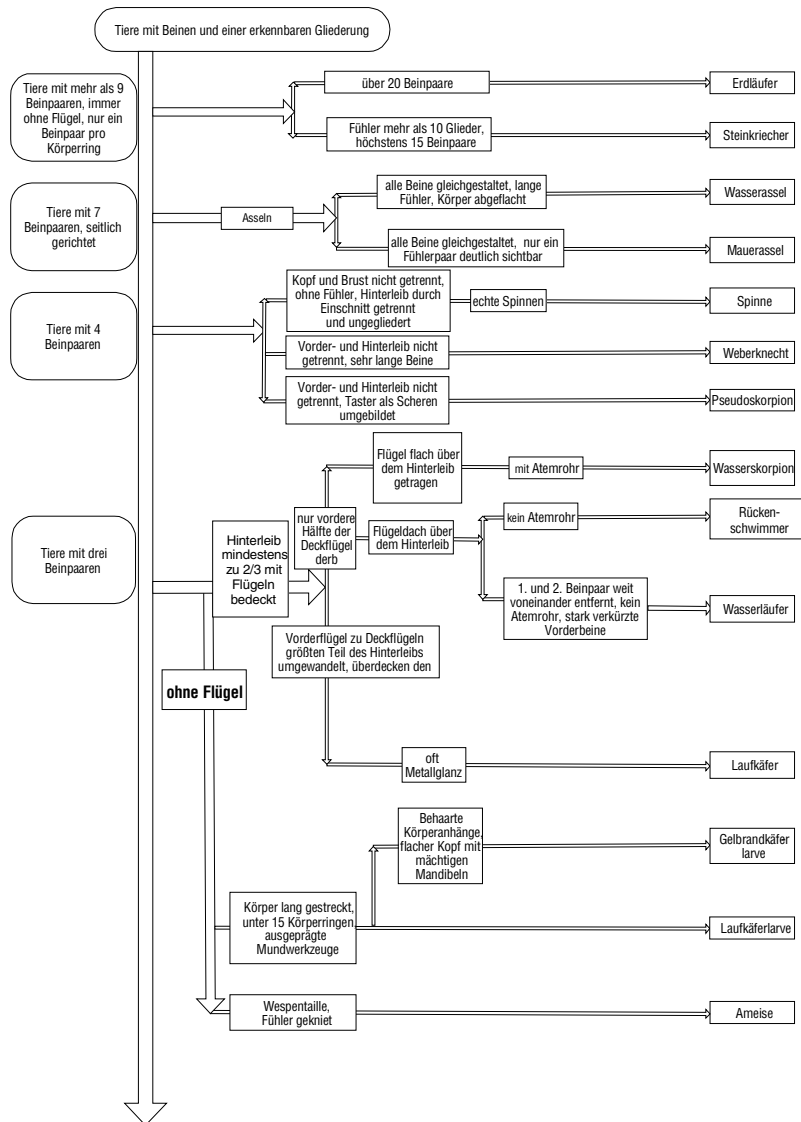 Tiere mit Beinen und einer erkennbaren Gliederung
Tiere mit mehr als 9
Beinpaaren, immer
ohne Flügel, nur ein
Beinpaar pro
Körperring
über 20 Beinpaare
Erdläufer
Fühler mehr als 10 Glieder,
höchstens 15 Beinpaare
Steinkriecher
Tiere mit 7
Beinpaaren, seitlich
gerichtet
Asseln
alle Beine gleichgestaltet, lange
Fühler, Körper abgeflacht
Wasserassel
alle Beine gleichgestaltet, nur ein
Fühlerpaar deutlich sichtbar
Mauerassel
Tiere mit 4
Beinpaaren
Kopf und Brust nicht getrennt,
ohne Fühler, Hinterleib durch
Einschnitt getrennt
und ungegliedert
echte Spinnen
Spinne
Vorder- und Hinterleib nicht
getrennt, sehr lange Beine
Weberknecht
Vorder- und Hinterleib nicht
getrennt, Taster als Scheren
umgebildet
Pseudoskorpion
Tiere mit drei
Beinpaaren
Hinterleib
mindestens
zu 2/3 mit
Flügeln
bedeckt
nur vordere
Hälfte der
Deckflügel
derb
Flügel flach über
dem Hinterleib
getragen
mit Atemrohr
Wasserskorpion
Flügeldach über
dem Hinterleib
kein Atemrohr
Rücken-
schwimmer
1. und 2. Beinpaar weit
voneinander entfernt, kein
Atemrohr, stark verkürzte
Vorderbeine
Wasserläufer
Vorderflügel zu Deckflügeln
größten Teil des Hinterleibs
umgewandelt, überdecken den
oft
Metallglanz
Laufkäfer
ohne Flügel
Behaarte
Körperanhänge,
flacher Kopf mit
mächtigen
Mandibeln
Gelbrandkäfer
larve
Körper lang gestreckt,
unter 15 Körperringen
ausgeprägte
Mundwerkzeuge
Laufkäferlarve
Wespentaille,
Fühler gekniet
Ameise